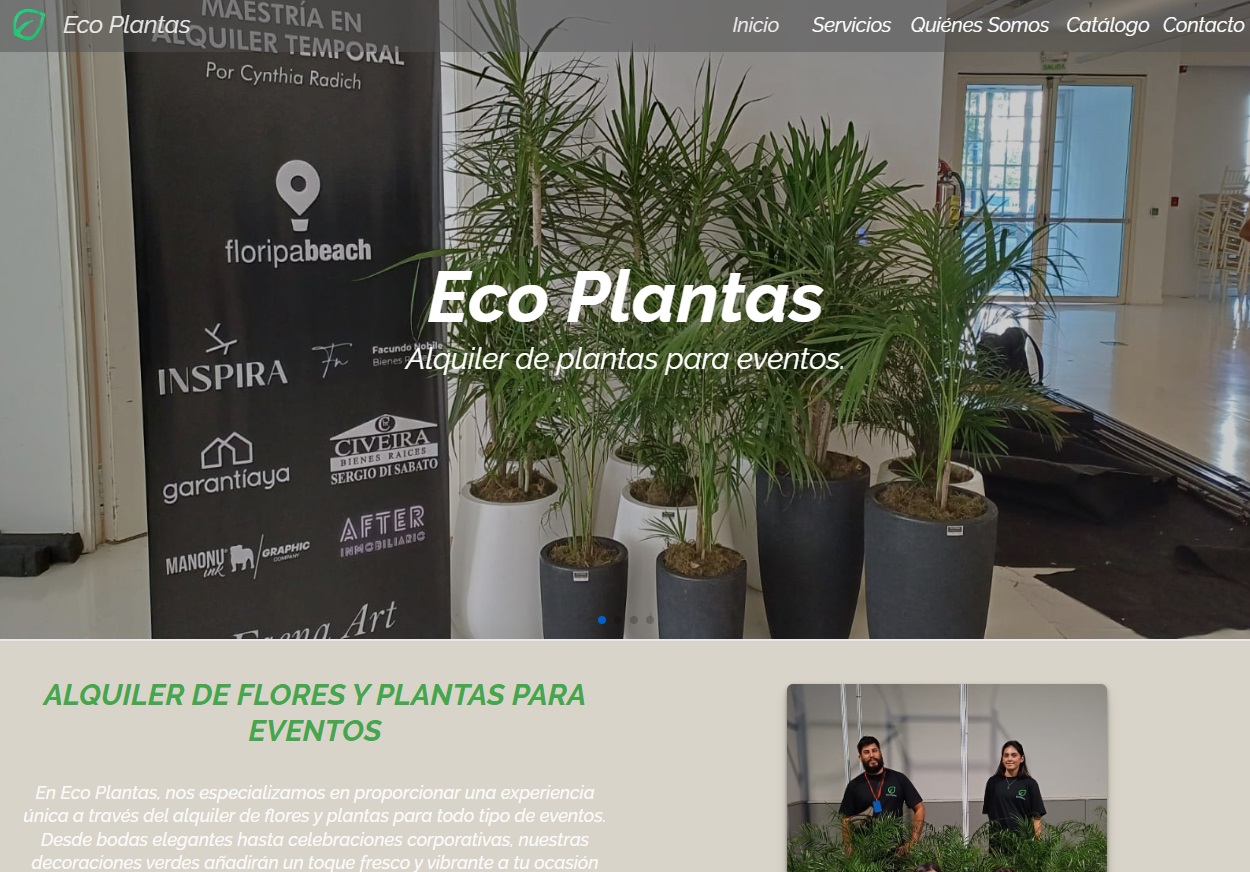 Eco Plantas
Inicio
Servicios
Quiénes Somos
Catálogo
Contacto
MAESTRÍA EN
ALQUILER TEMPORAL
Por Cynthia Radich
floripabeach
INSPIRA
Fn
Facundo Nobile
Bienes
garantíaya
CIVEIRA
BIENES RAICES
SERGIO DI SABATO
MANONU ink
GRAPHIC
COMPANY
AFTER
INMOBILIARIO
Art
SALIDA
Eco Plantas
Alquiler de plantas para eventos.
ALQUILER DE FLORES Y PLANTAS PARA
EVENTOS
En Eco Plantas, nos especializamos en proporcionar una experiencia
única a través del alquiler de flores y plantas para todo tipo de eventos.
Desde bodas elegantes hasta celebraciones corporativas, nuestras
decoraciones verdes añadirán un toque fresco y vibrante a tu ocasión